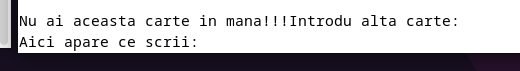 Nu ai aceasta carte in mana!!!Introdu alta carte:
Aici apare ce scrii: